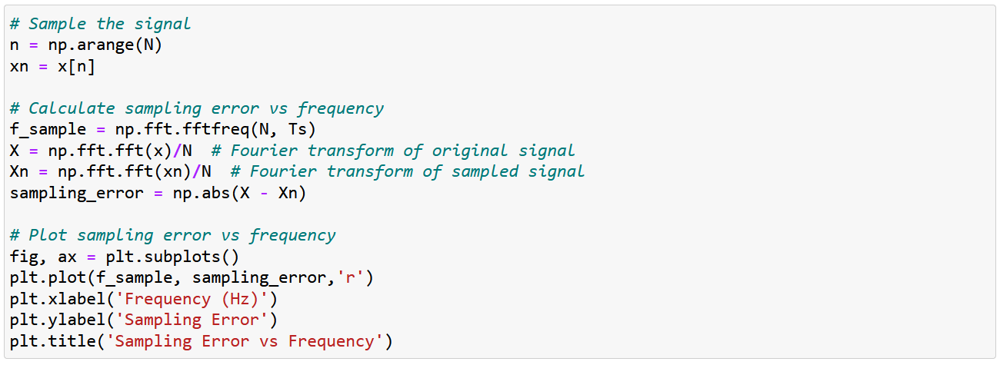 # Sample the signal
n = np.arange(N)
xn = x[n]
# Calculate sampling error vs frequency
f_sample = np.fft.fftfreq(N, Ts)
X = np.fft.fft(x)/N  # Fourier transform of original signal
Xn = np.fft.fft(xn)/N  # Fourier transform of sampled signal
sampling_error = np.abs(X - Xn)
# Plot sampling error vs frequency
fig, ax = plt.subplots()
plt.plot(f_sample, sampling_error,'r')
plt.xlabel('Frequency (Hz)')
plt.ylabel('Sampling Error')
plt.title('Sampling Error vs Frequency')